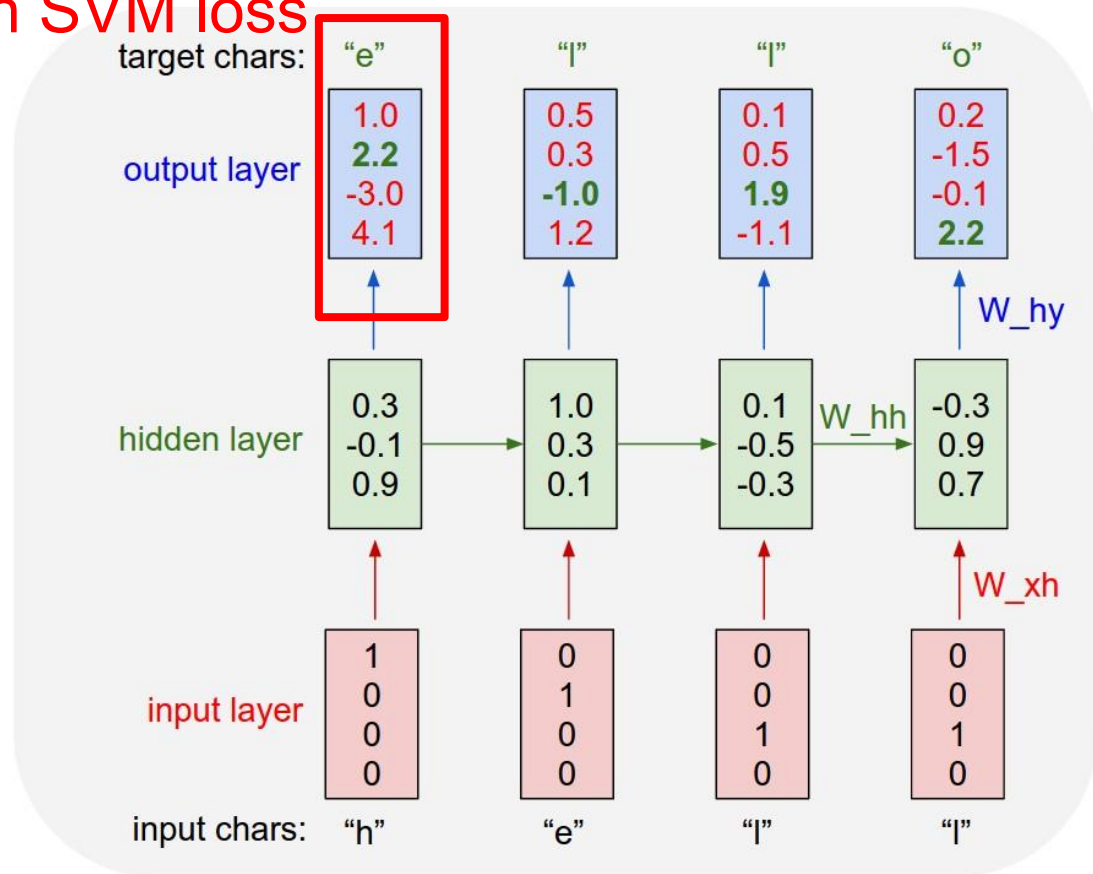 n SVM loss
target chars: “e” “l” “l” “o”
1.0 0.5 0.1 0.2
output layer 2.2 0.3 0.5 -1.5
-3.0 -1.0 1.9 -0.1
4.1 1.2 -1.1 2.2
W_hy
0.3 1.0 0.1 W_hh -0.3
hidden layer -0.1 0.3 -0.5 0.9
0.9 0.1 -0.3 0.7
W_xh
1 0 0 0
0 1 0 0
input layer
0 0 1 1
0 0 0 0
input chars: “h” “e” “l” “l”